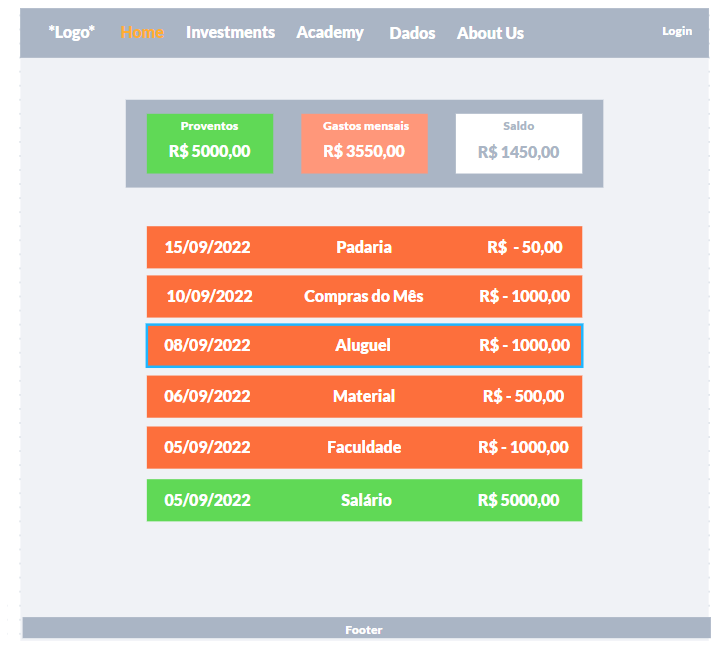 *Logo* Home Investments Academy Dados About Us Login
Proventos Gastos mensais Saldo
R$ 5000,00 R$ 3550,00 R$ 1450,00
15/09/2022 Padaria R$ - 50,00
10/09/2022 Compras do Mês R$ - 1000,00
08/09/2022 Aluguel R$ - 1000,00
06/09/2022 Material R$ - 500,00
05/09/2022 Faculdade R$ - 1000,00
05/09/2022 Salário R$ 5000,00
Footer